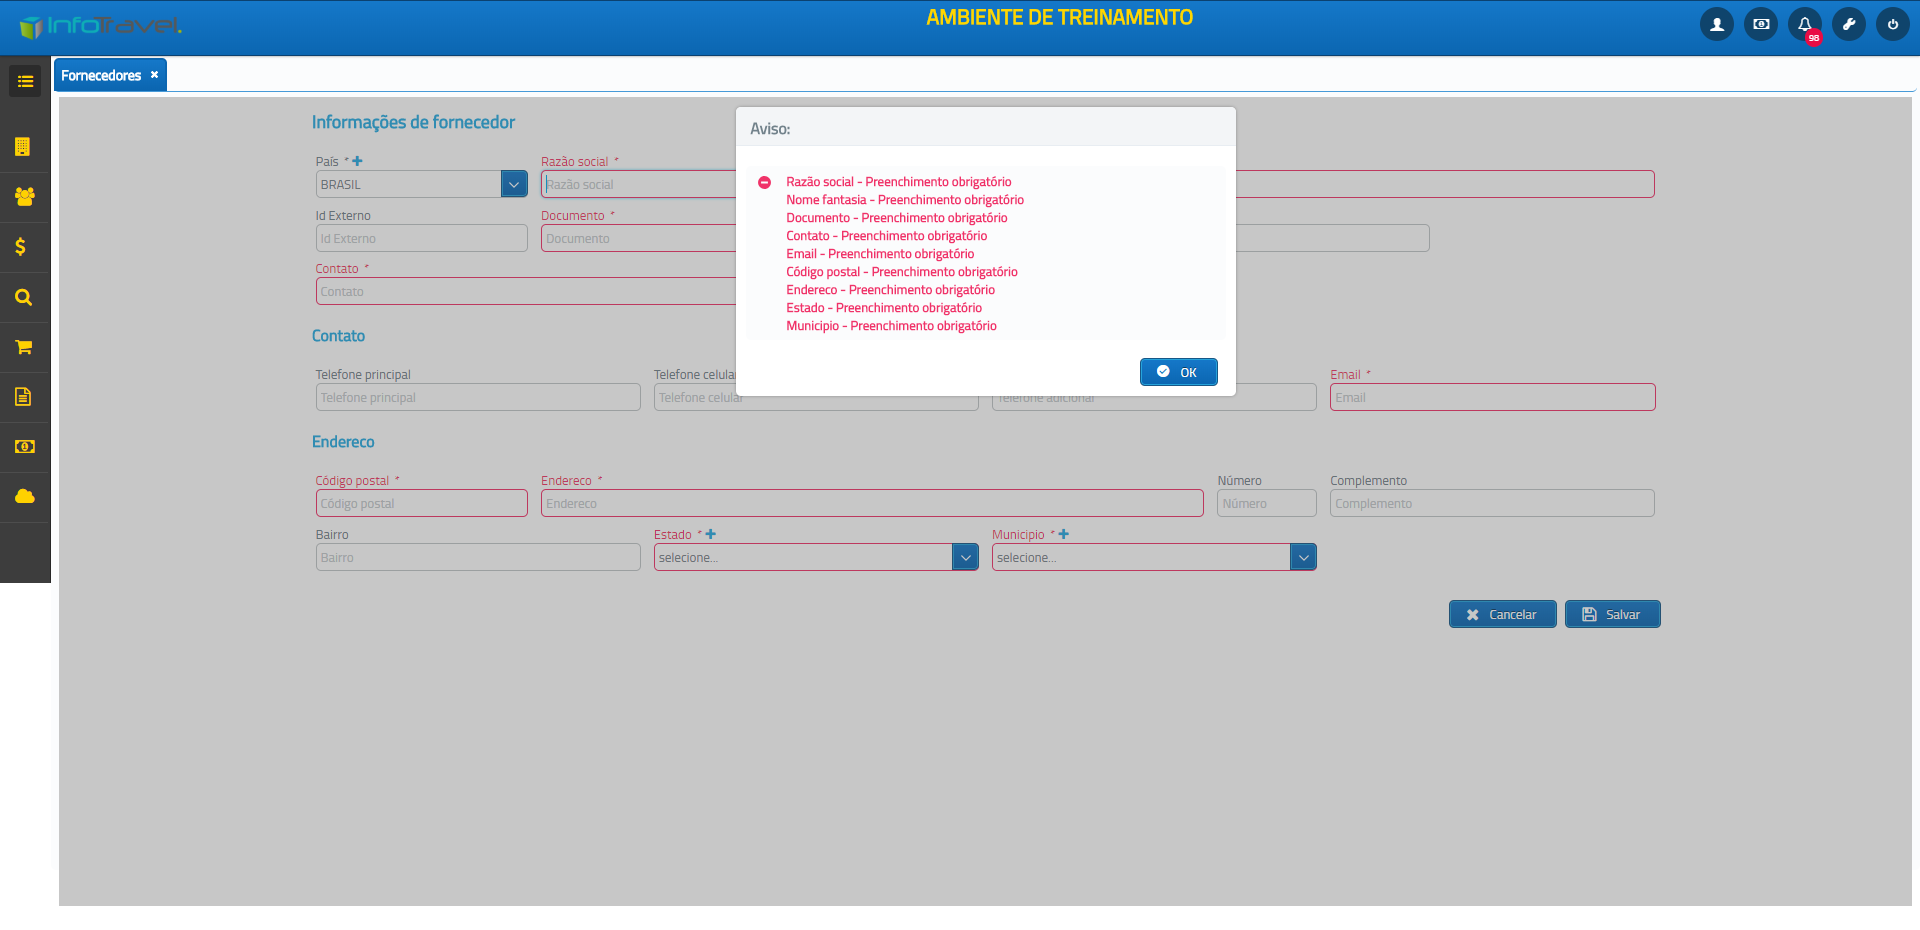 InfoTravel.
AMBIENTE DE TREINAMENTO
98
Fornecedores
Informações de fornecedor
País *
Razão social *
BRASIL
Razão social
Id Externo
Documento *
Id Externo
Documento
Contato *
Contato
Aviso:
Razão social - Preenchimento obrigatório
Nome fantasia - Preenchimento obrigatório
Documento - Preenchimento obrigatório
Contato - Preenchimento obrigatório
Email - Preenchimento obrigatório
Código postal - Preenchimento obrigatório
Endereco - Preenchimento obrigatório
Estado - Preenchimento obrigatório
Municipio - Preenchimento obrigatório
OK
Contato
Telefone principal
Telefone celular
Email *
Telefone principal
Telefone celular
Telefone adicional
Email
Endereco
Código postal *
Endereco *
Número
Complemento
Código postal
Endereco
Número
Complemento
Bairro
Estado *
Municipio *
Bairro
selecione...
selecione...
Cancelar
Salvar